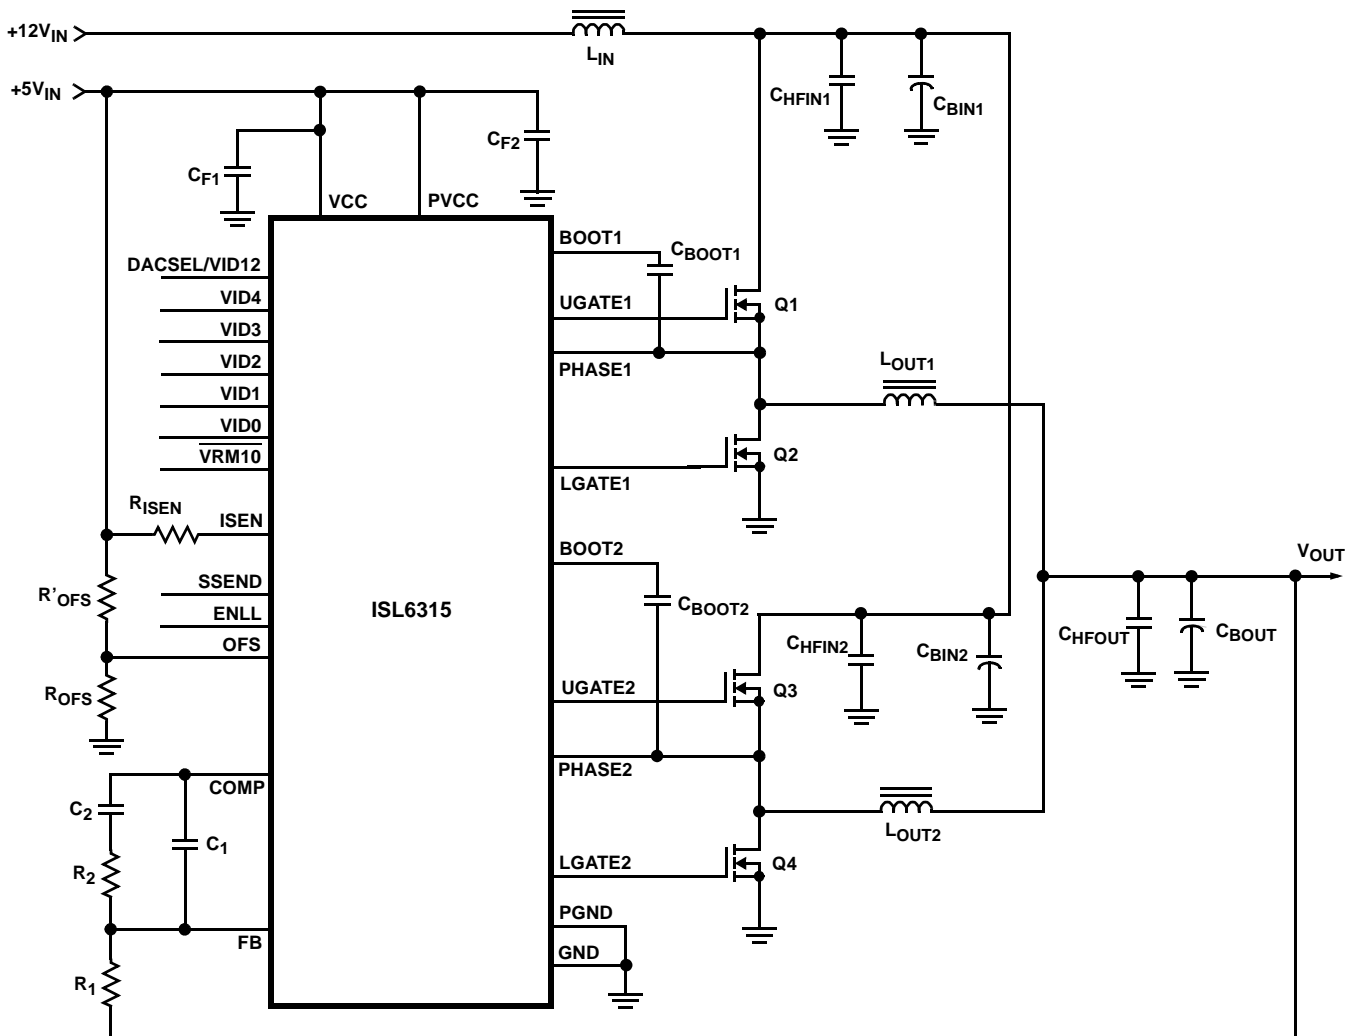 +12VIN
LIN
+5VIN
CHFIN1
CBIN1
CF2
CF1
VCC
PVCC
BOOT1
CBOOT1
DACSEL/VID12
VID4
UGATE1
Q1
VID3
VID2
PHASE1
LOUT1
VID1
VID0
VRM10
Q2
LGATE1
RISEN
ISEN
BOOT2
VOUT
SSEND
R'OFS
ISL6315
CBOOT2
ENLL
OFS
CHFIN2
CBIN2
CHFOUT
CBOUT
ROFS
UGATE2
Q3
PHASE2
COMP
C2
C1
LOUT2
R2
LGATE2
Q4
PGND
FB
GND
R1